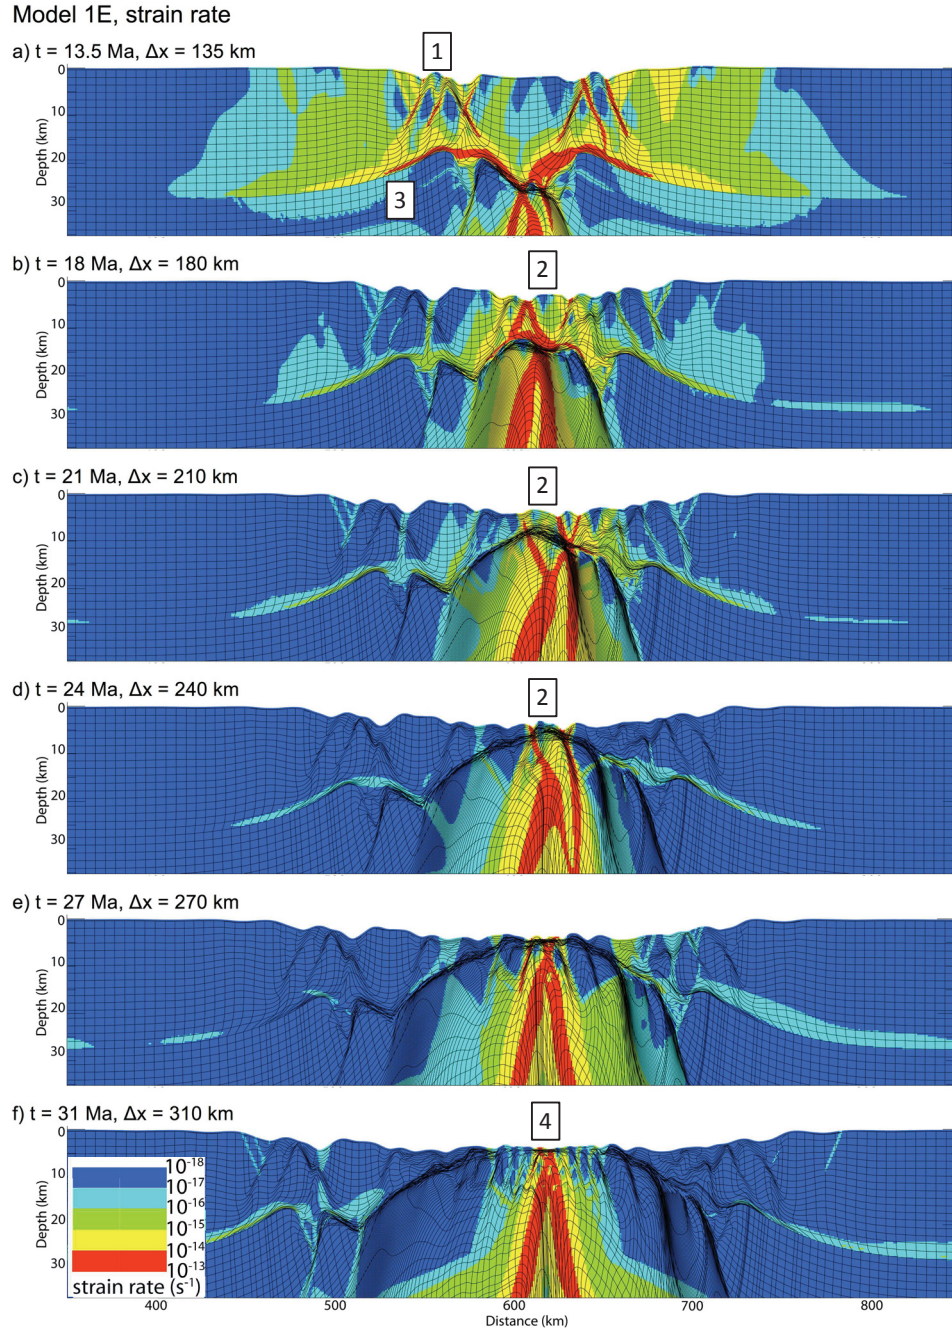 Model 1E, strain rate
a) t = 13.5 Ma, Δx = 135 km
1
0
10
20
30
Depth (km)
3
b) t = 18 Ma, Δx = 180 km
2
0
10
20
30
Depth (km)
c) t = 21 Ma, Δx = 210 km
2
0
10
20
30
Depth (km)
d) t = 24 Ma, Δx = 240 km
2
0
10
20
30
Depth (km)
e) t = 27 Ma, Δx = 270 km
0
10
20
30
Depth (km)
f) t = 31 Ma, Δx = 310 km
4
0
10
20
30
Depth (km)
10-18
10-17
10-16
10-15
10-14
10-13
strain rate (s-1)
400 500 600 700 800
Distance (km)